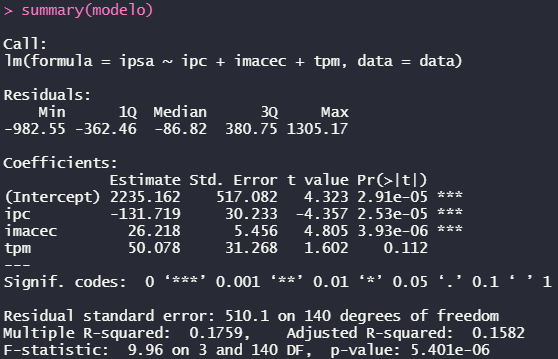 > summary(modelo)
Call:
lm(formula = ipsa ~ ipc + imacec + tpm, data = data)
Residuals:
Min 1Q Median 3Q Max
-982.55 -362.46 -86.82 380.75 1305.17
Coefficients:
Estimate Std. Error t value Pr(>|t|)
(Intercept) 2235.162 517.082 4.323 2.91e-05 ***
ipc -131.719 30.233 -4.357 2.53e-05 ***
imacec 26.218 5.456 4.805 3.93e-06 ***
tpm 50.078 31.268 1.602 0.112
---
Signif. codes: 0 ‘***’ 0.001 ‘**’ 0.01 ‘*’ 0.05 ‘.’ 0.1 ‘ ’ 1
Residual standard error: 510.1 on 140 degrees of freedom
Multiple R-squared: 0.1759, Adjusted R-squared: 0.1582
F-statistic: 9.96 on 3 and 140 DF, p-value: 5.401e-06